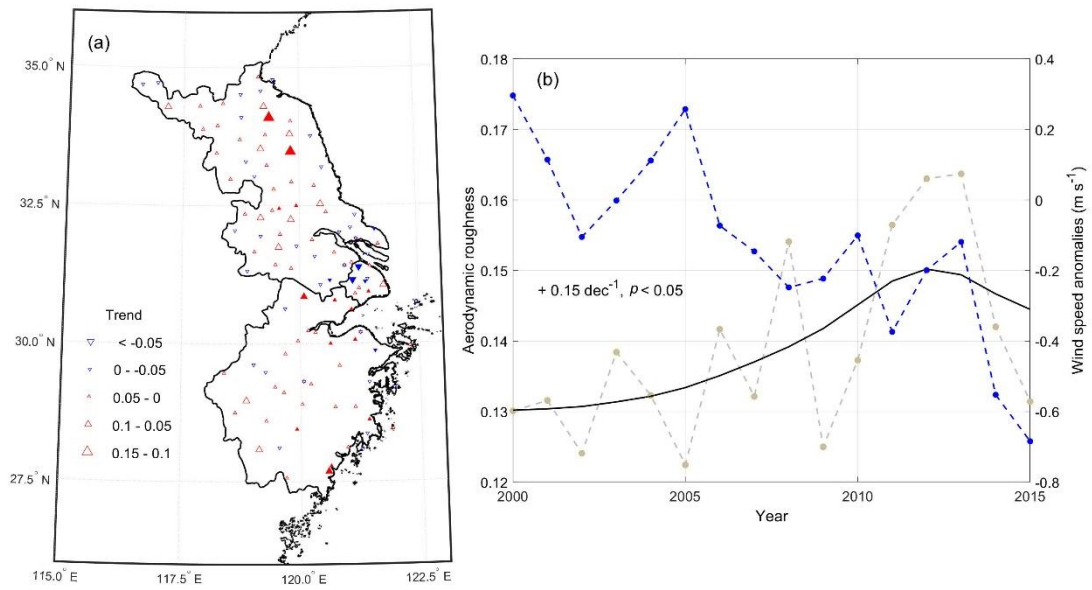 (a)
35.0° N
32.5° N
30.0° N
27.5° N
115.0° E
117.5° E
120.0° E
122.5° E
Trend
< -0.05
0 - -0.05
0.05 - 0
0.1 - 0.05
0.15 - 0.1
(b)
Aerodynamic roughness
0.18
0.17
0.16
0.15
0.14
0.13
0.12
+ 0.15 dec⁻¹, p < 0.05
2000
2005
2010
2015
Year
0.4
0.2
0
-0.2
-0.4
-0.6
-0.8
Wind speed anomalies (m s⁻¹)